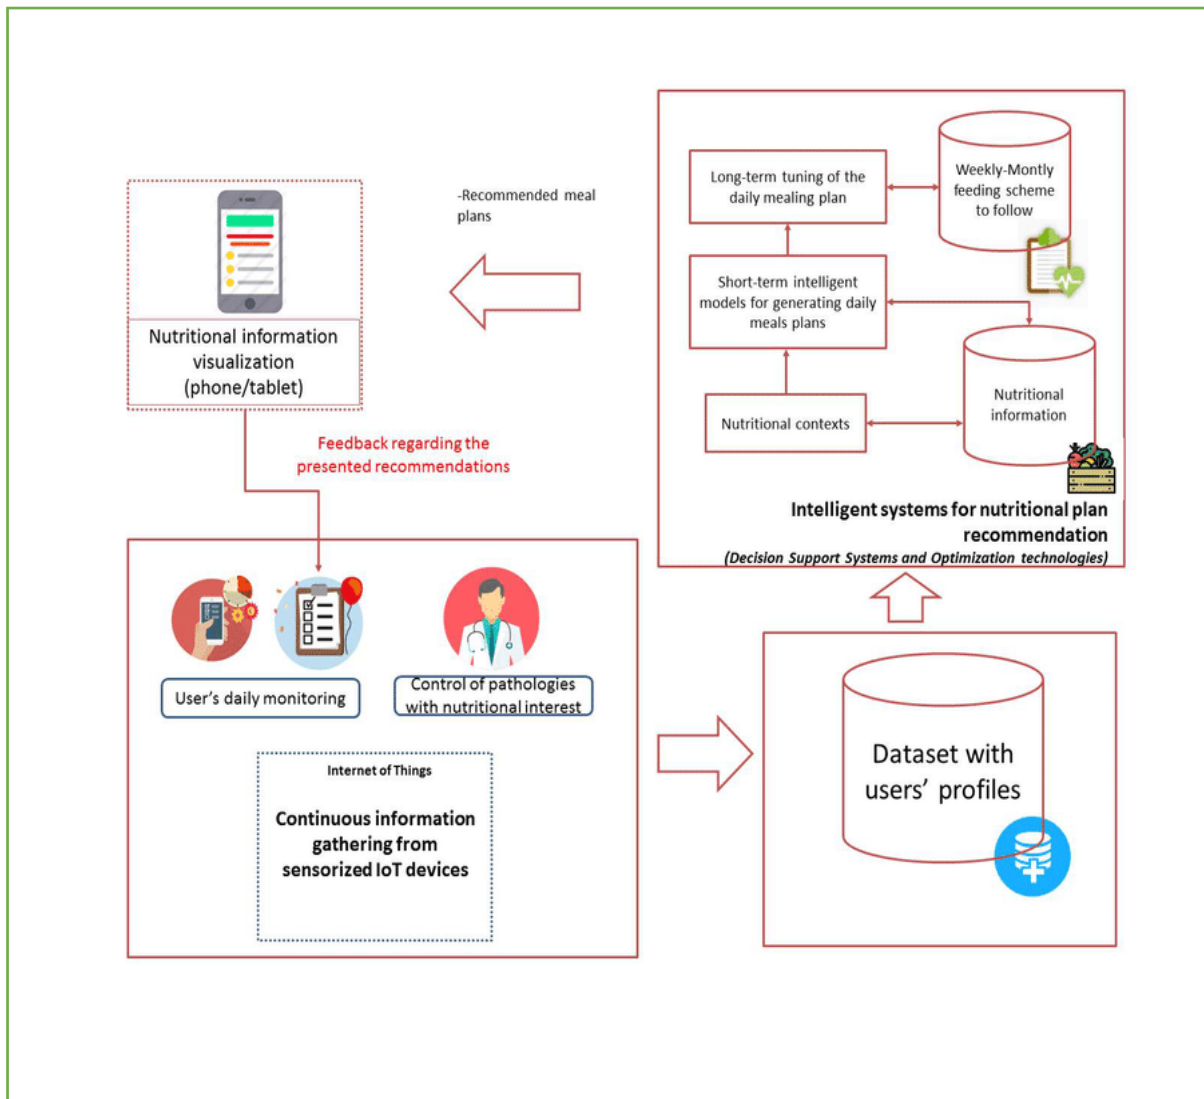 -Recommended meal
plans
Nutritional information
visualization
(phone/tablet)
Feedback regarding the
presented recommendations
Long-term tuning of the
daily mealing plan
Weekly-Montly
feeding scheme
to follow
Short-term intelligent
models for generating daily
meals plans
Nutritional contexts
Nutritional
information
Intelligent systems for nutritional plan
recommendation
(Decision Support Systems and Optimization technologies)
User's daily monitoring
Control of pathologies
with nutritional interest
Internet of Things
Continuous information
gathering from
sensorized IoT devices
Dataset with
users' profiles